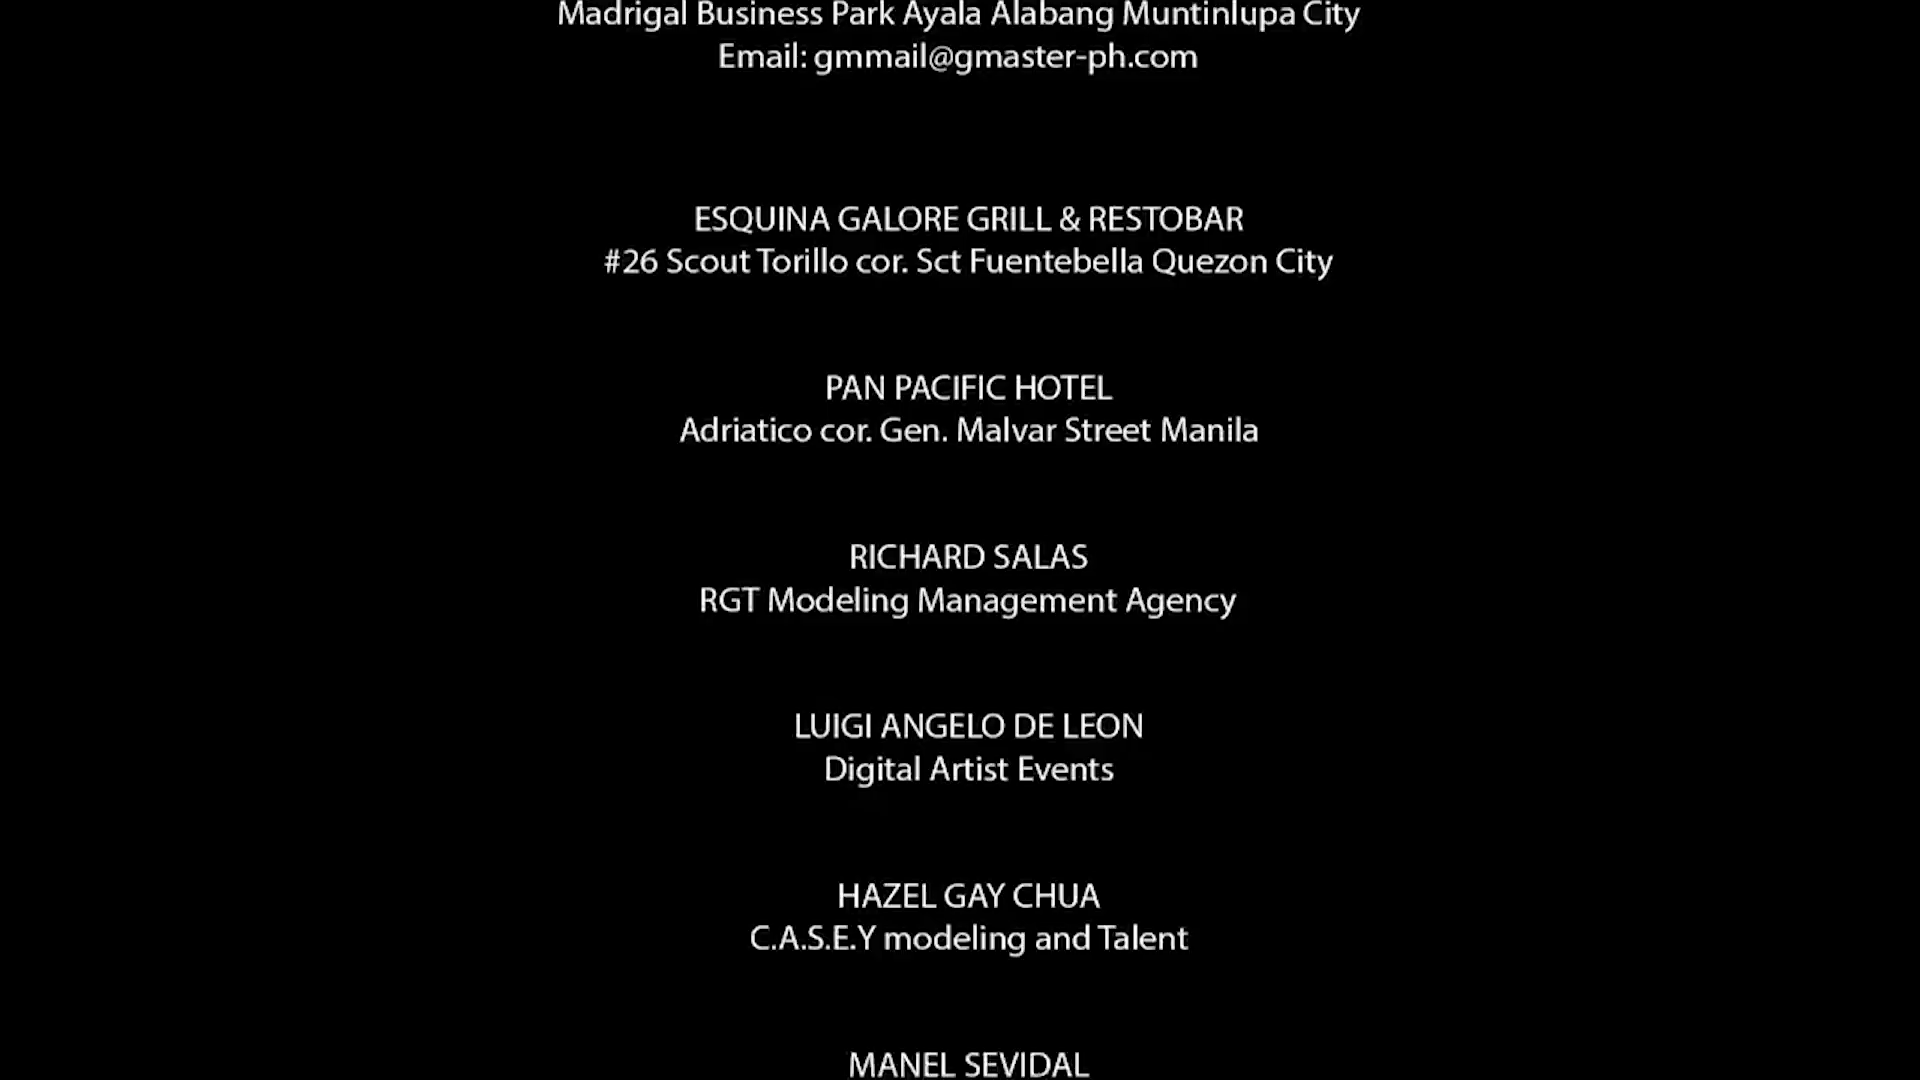 Madrigal Business Park Ayala Alabang Muntinlupa City
Email: gmmail@gmaster-ph.com
ESQUINA GALORE GRILL & RESTOBAR
#26 Scout Torillo cor. Sct Fuentebella Quezon City
PAN PACIFIC HOTEL
Adriatico cor. Gen. Malvar Street Manila
RICHARD SALAS
RGT Modeling Management Agency
LUIGI ANGELO DE LEON
Digital Artist Events
HAZEL GAY CHUA
C.A.S.E.Y modeling and Talent
MANEL SEVIDAL